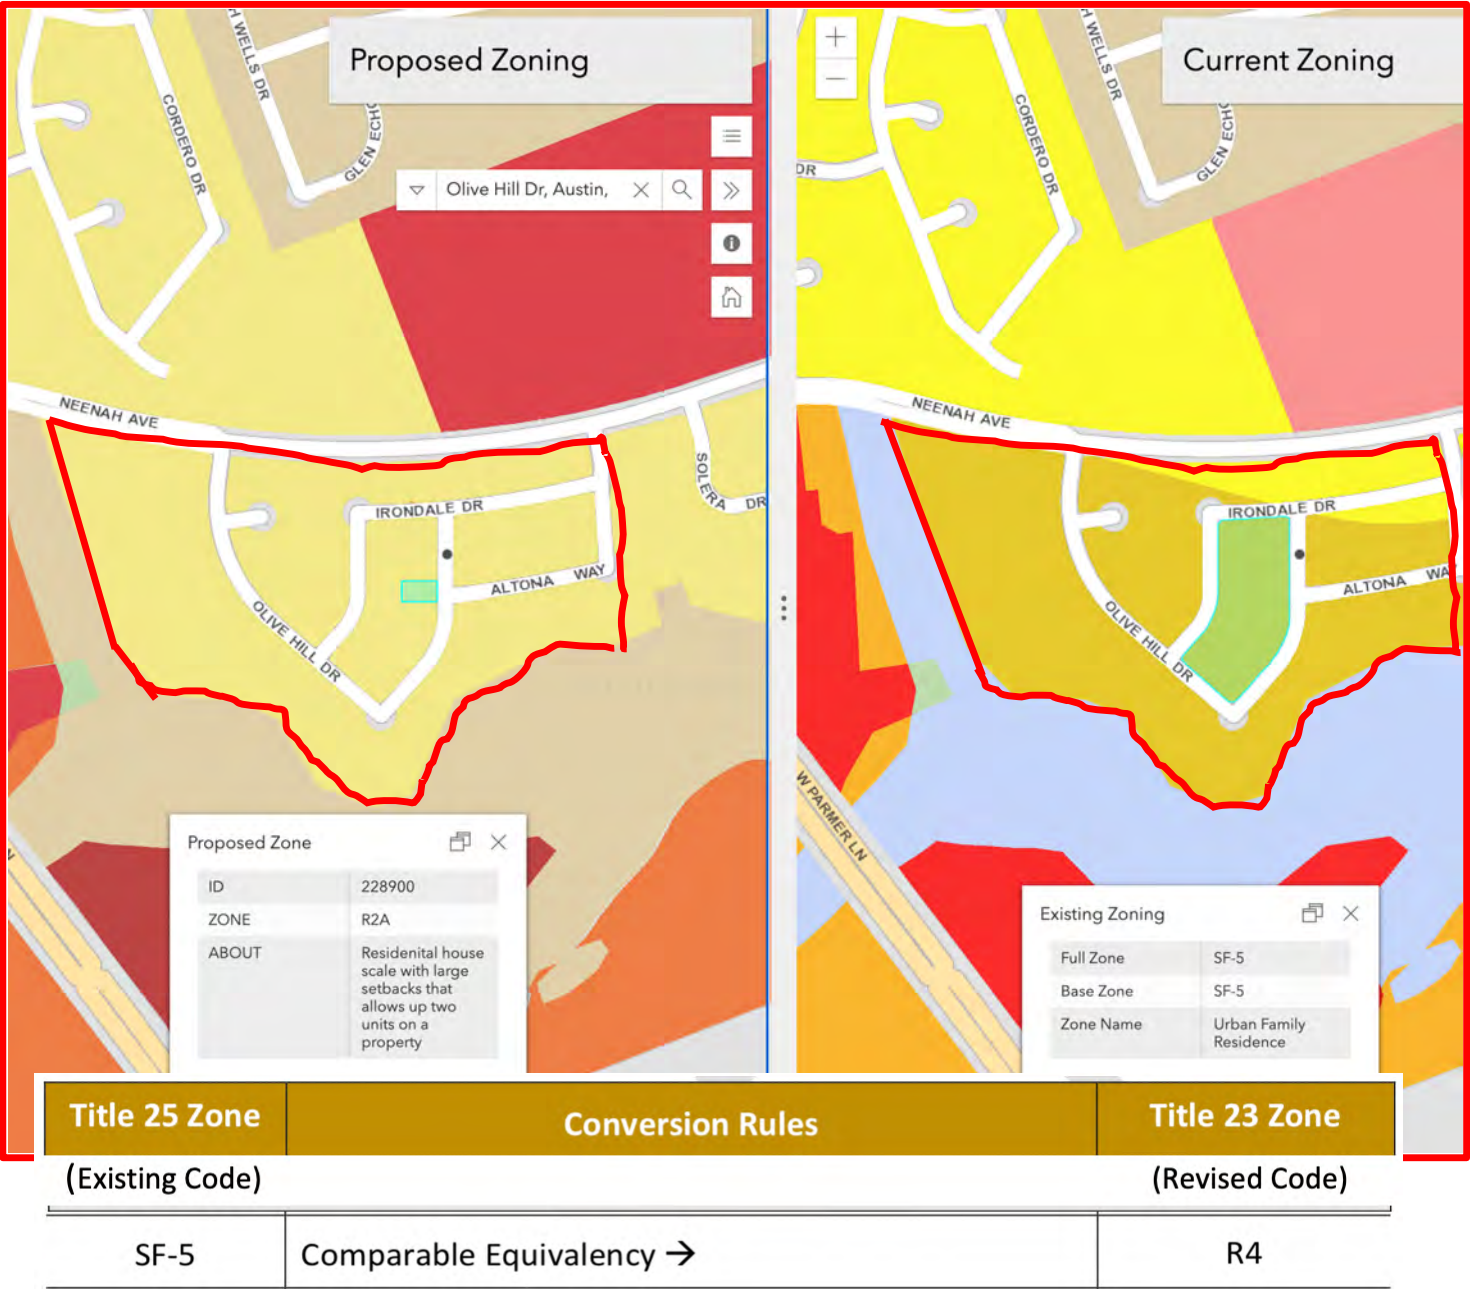 Proposed Zoning
Current Zoning
H WELLS DR
CORDERO DR
GLEN ECHO
Olive Hill Dr, Austin,
NEENAH AVE
SOLERA DR
IRONDALE DR
ALTONA WAY
OLIVE HILL DR
H WELLS DR
CORDERO DR
GLEN ECHO
DR
NEENAH AVE
IRONDALE DR
ALTONA WA
OLIVE HILL DR
W PARMER LN
N
Proposed Zone
ID 228900
ZONE R2A
ABOUT Residenital house
scale with large
setbacks that
allows up two
units on a
property
Existing Zoning
Full Zone SF-5
Base Zone SF-5
Zone Name Urban Family
Residence
Title 25 Zone Conversion Rules Title 23 Zone
(Existing Code) (Revised Code)
SF-5 Comparable Equivalency → R4